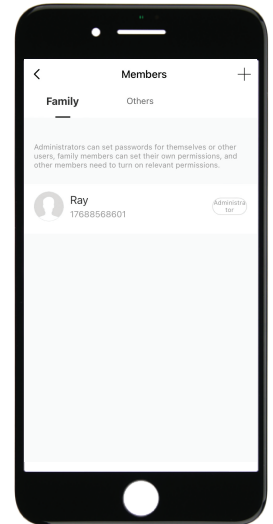 Members
Family Others
Administrators can set passwords for themselves or other
users, family members can set their own permissions, and
other members need to turn on relevant permissions.
Ray
17688568601
Administra
tor